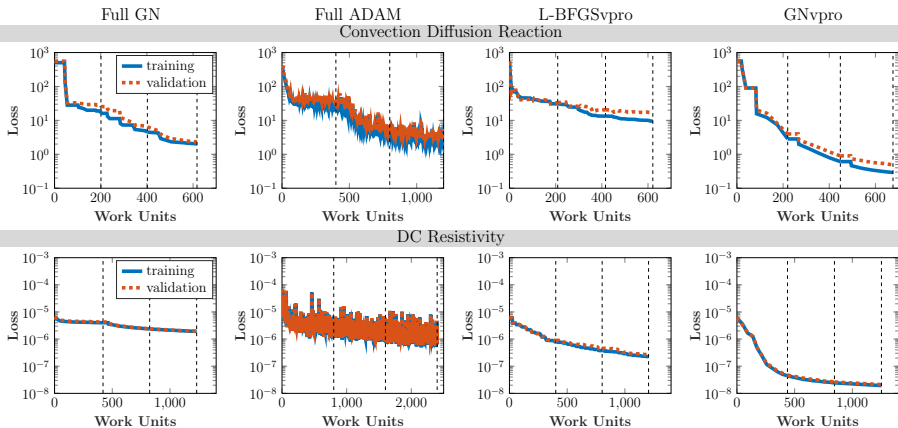 Full GN
Full ADAM
L-BFGSvpro
GNvpro
Convection Diffusion Reaction
Loss
10³
10²
10¹
10⁰
10⁻¹
training
validation
0 200 400 600
Work Units
Loss
10³
10²
10¹
10⁰
10⁻¹
0 500 1,000
Work Units
Loss
10³
10²
10¹
10⁰
10⁻¹
0 200 400 600
Work Units
Loss
10³
10²
10¹
10⁰
10⁻¹
0 200 400 600
Work Units
DC Resistivity
Loss
10⁻³
10⁻⁴
10⁻⁵
10⁻⁶
10⁻⁷
10⁻⁸
training
validation
0 500 1,000
Work Units
Loss
10⁻³
10⁻⁴
10⁻⁵
10⁻⁶
10⁻⁷
10⁻⁸
0 1,000 2,000
Work Units
Loss
10⁻³
10⁻⁴
10⁻⁵
10⁻⁶
10⁻⁷
10⁻⁸
0 500 1,000
Work Units
Loss
10⁻³
10⁻⁴
10⁻⁵
10⁻⁶
10⁻⁷
10⁻⁸
0 500 1,000
Work Units